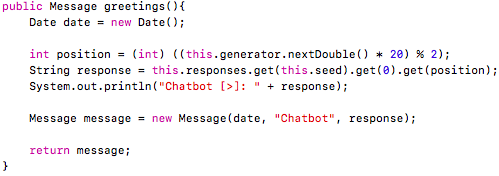 public Message greetings(){
    Date date = new Date();

    int position = (int) ((this.generator.nextDouble() * 20) % 2);
    String response = this.responses.get(this.seed).get(0).get(position);
    System.out.println("Chatbot [>]: " + response);

    Message message = new Message(date, "Chatbot", response);

    return message;
}